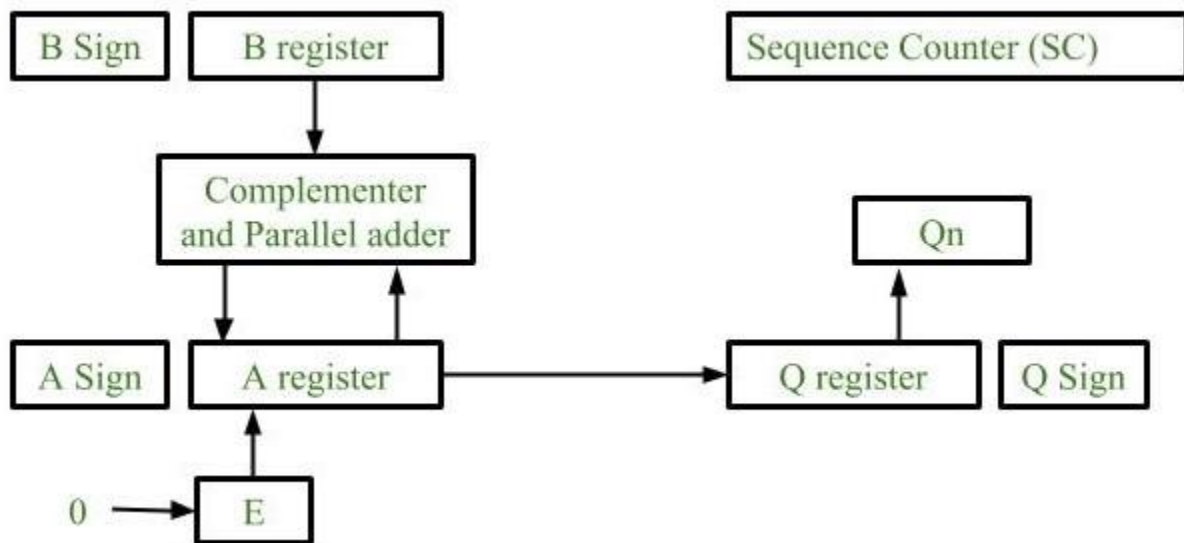 B Sign
B register
Sequence Counter (SC)
Complementer
and Parallel adder
Qn
A Sign
A register
Q register
Q Sign
0
E